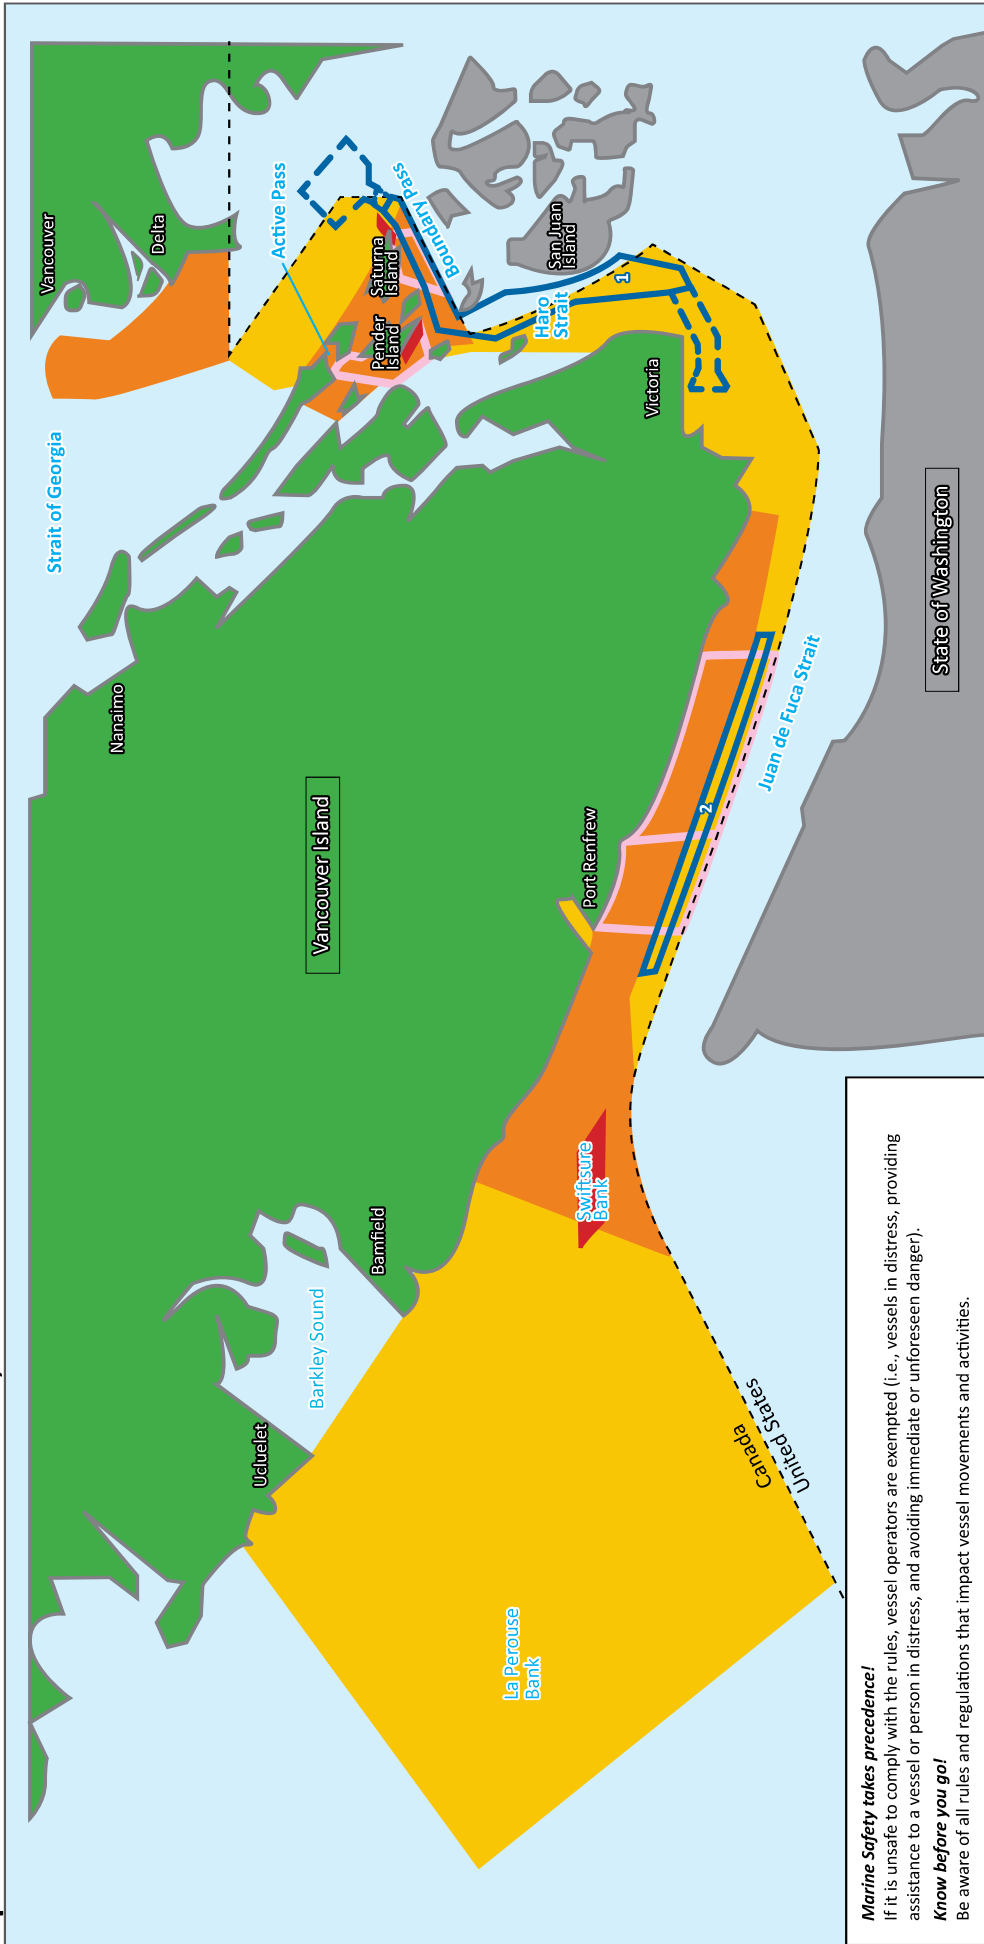 Vancouver
Delta
Strait of Georgia
Active Pass
Nanaimo
Saturna
Island
Pender
Island
Boundary Pass
San Juan
Island
Haro
Strait
1
Victoria
Vancouver Island
Port Renfrew
2
Juan de Fuca Strait
State of Washington
Ucluelet
Barkley Sound
Bamfield
Swiftsure
Bank
La Perouse
Bank
Canada
United States
Marine Safety takes precedence!
If it is unsafe to comply with the rules, vessel operators are exempted (i.e., vessels in distress, providing
assistance to a vessel or person in distress, and avoiding immediate or unforeseen danger).
Know before you go!
Be aware of all rules and regulations that impact vessel movements and activities.